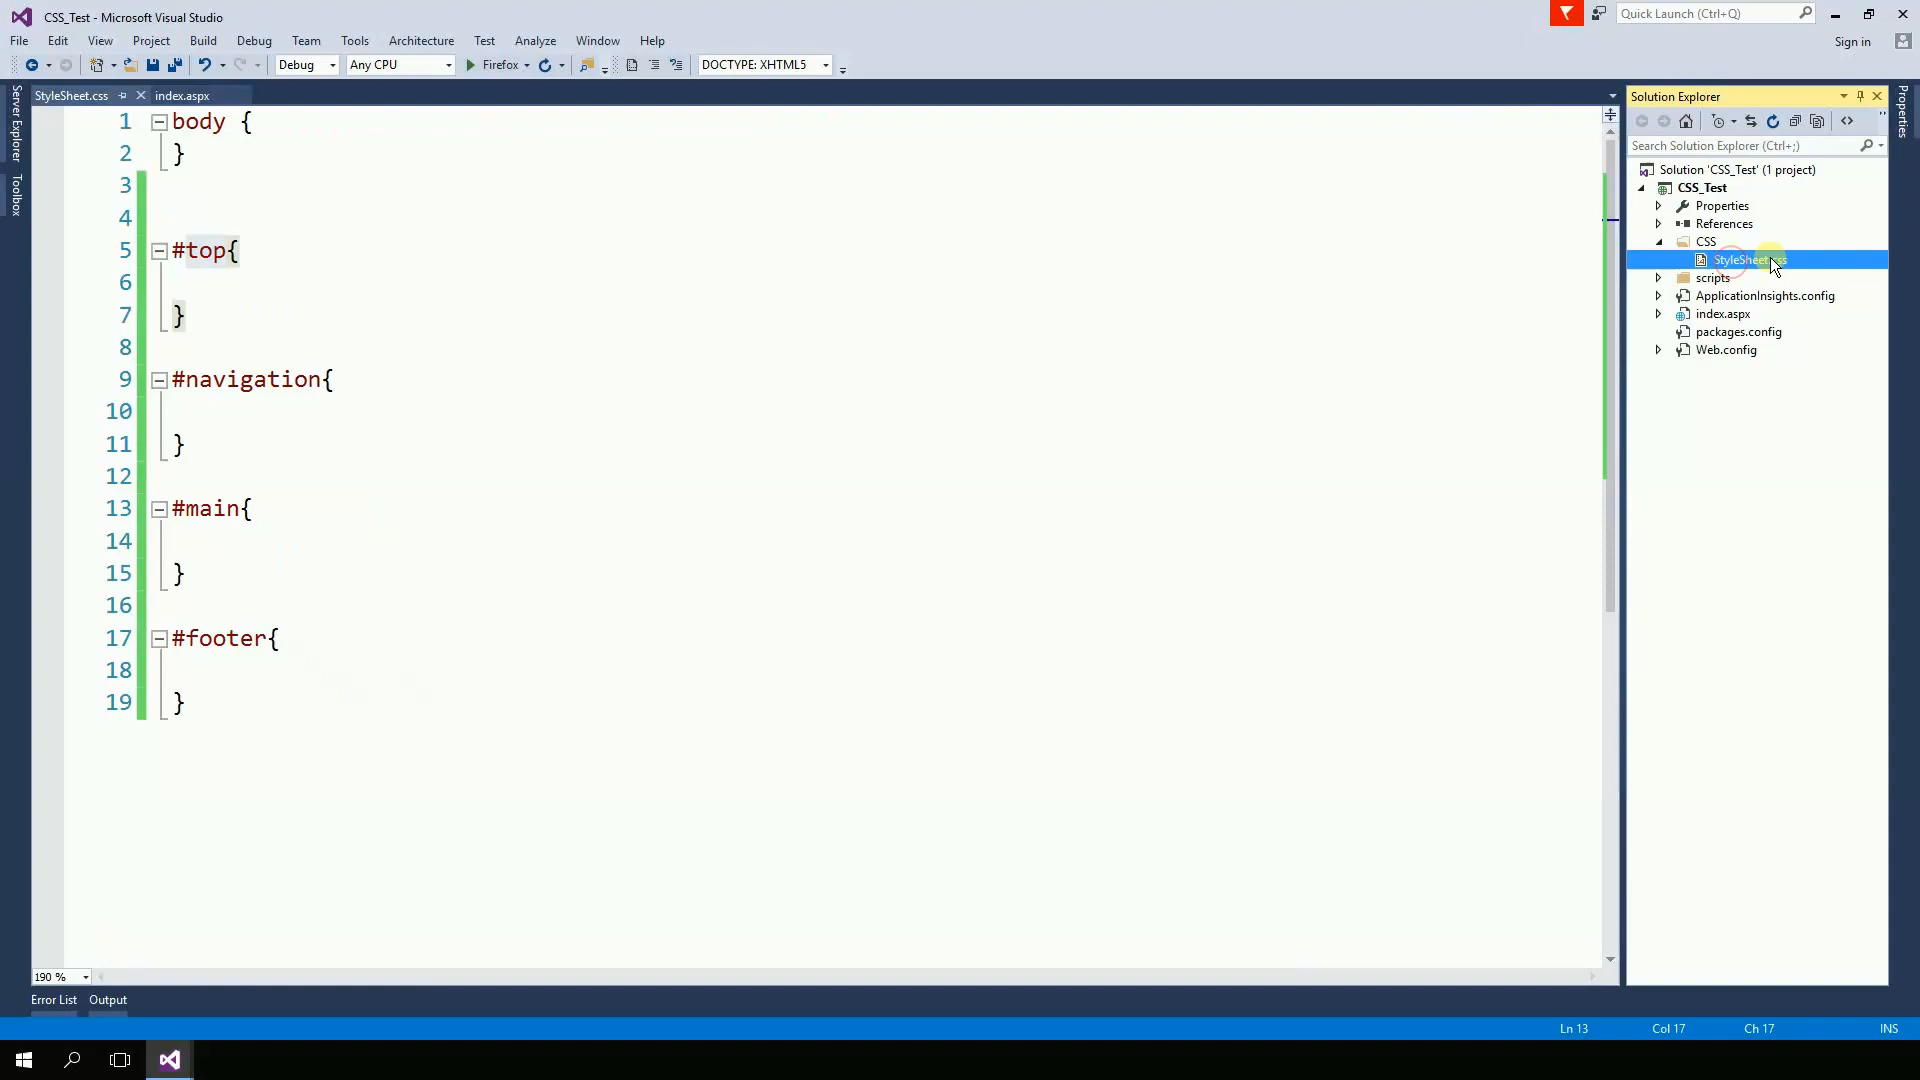 CSS_Test - Microsoft Visual Studio
Quick Launch (Ctrl+Q)
File Edit View Project Build Debug Team Tools Architecture Test Analyze Window Help
Sign in
Debug Any CPU Firefox DOCTYPE: XHTML5
StyleSheet.css index.aspx
Server Explorer
Toolbox
1 body {
2 }
3
4
5 #top{
6
7 }
8
9 #navigation{
10
11 }
12
13 #main{
14
15 }
16
17 #footer{
18
19 }
190 %
Solution Explorer
Search Solution Explorer (Ctrl+;)
Solution 'CSS_Test' (1 project)
CSS_Test
Properties
References
CSS
StyleSheet.css
scripts
ApplicationInsights.config
index.aspx
packages.config
Web.config
Properties
Error List Output
Ln 13 Col 17 Ch 17 INS